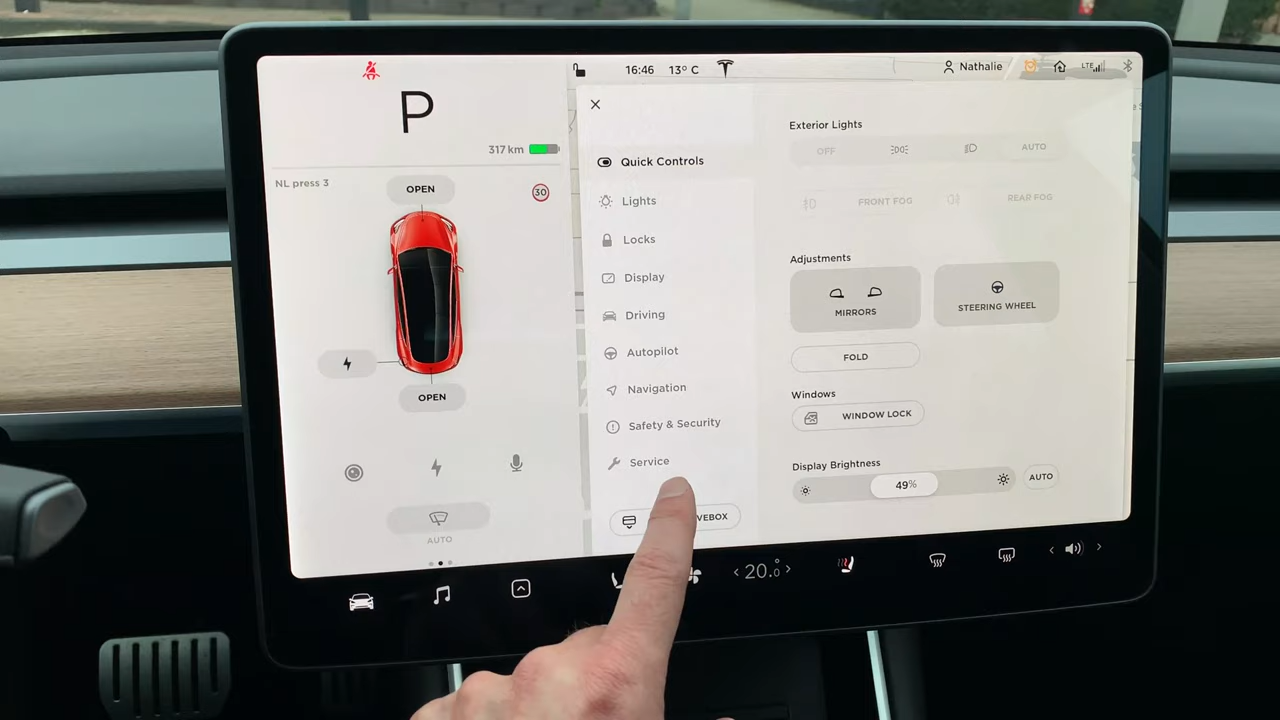 P
317 km
NL press 3
OPEN
30
OPEN
AUTO
16:46 13° C
Nathalie
LTE
Quick Controls
Lights
Locks
Display
Driving
Autopilot
Navigation
Safety & Security
Service
Exterior Lights
OFF AUTO
FRONT FOG REAR FOG
Adjustments
MIRRORS
STEERING WHEEL
FOLD
Windows
WINDOW LOCK
Display Brightness
49%
AUTO
20.0°